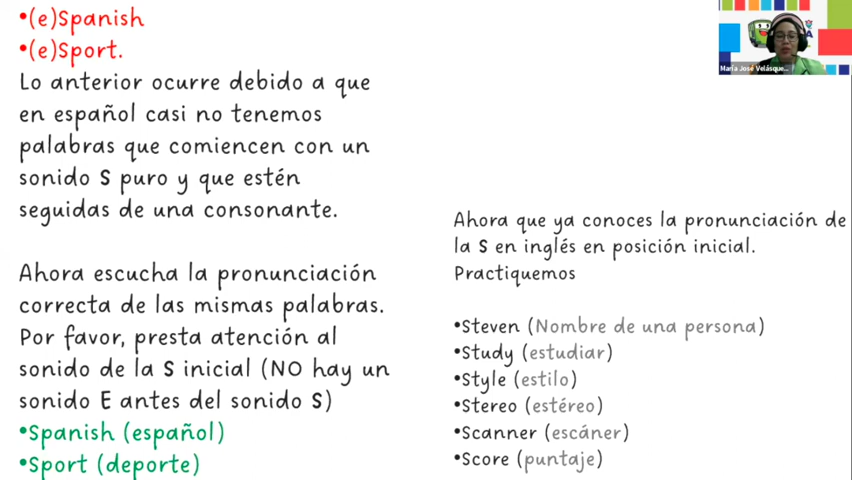 •(e)Spanish
•(e)Sport.
Lo anterior ocurre debido a que
en español casi no tenemos
palabras que comiencen con un
sonido S puro y que estén
seguidas de una consonante.
Ahora escucha la pronunciación
correcta de las mismas palabras.
Por favor, presta atención al
sonido de la S inicial (NO hay un
sonido E antes del sonido S)
•Spanish (español)
•Sport (deporte)
María José Velásque...
Ahora que ya conoces la pronunciación de
la S en inglés en posición inicial.
Practiquemos
•Steven (Nombre de una persona)
•Study (estudiar)
•Style (estilo)
•Stereo (estéreo)
•Scanner (escáner)
•Score (puntaje)